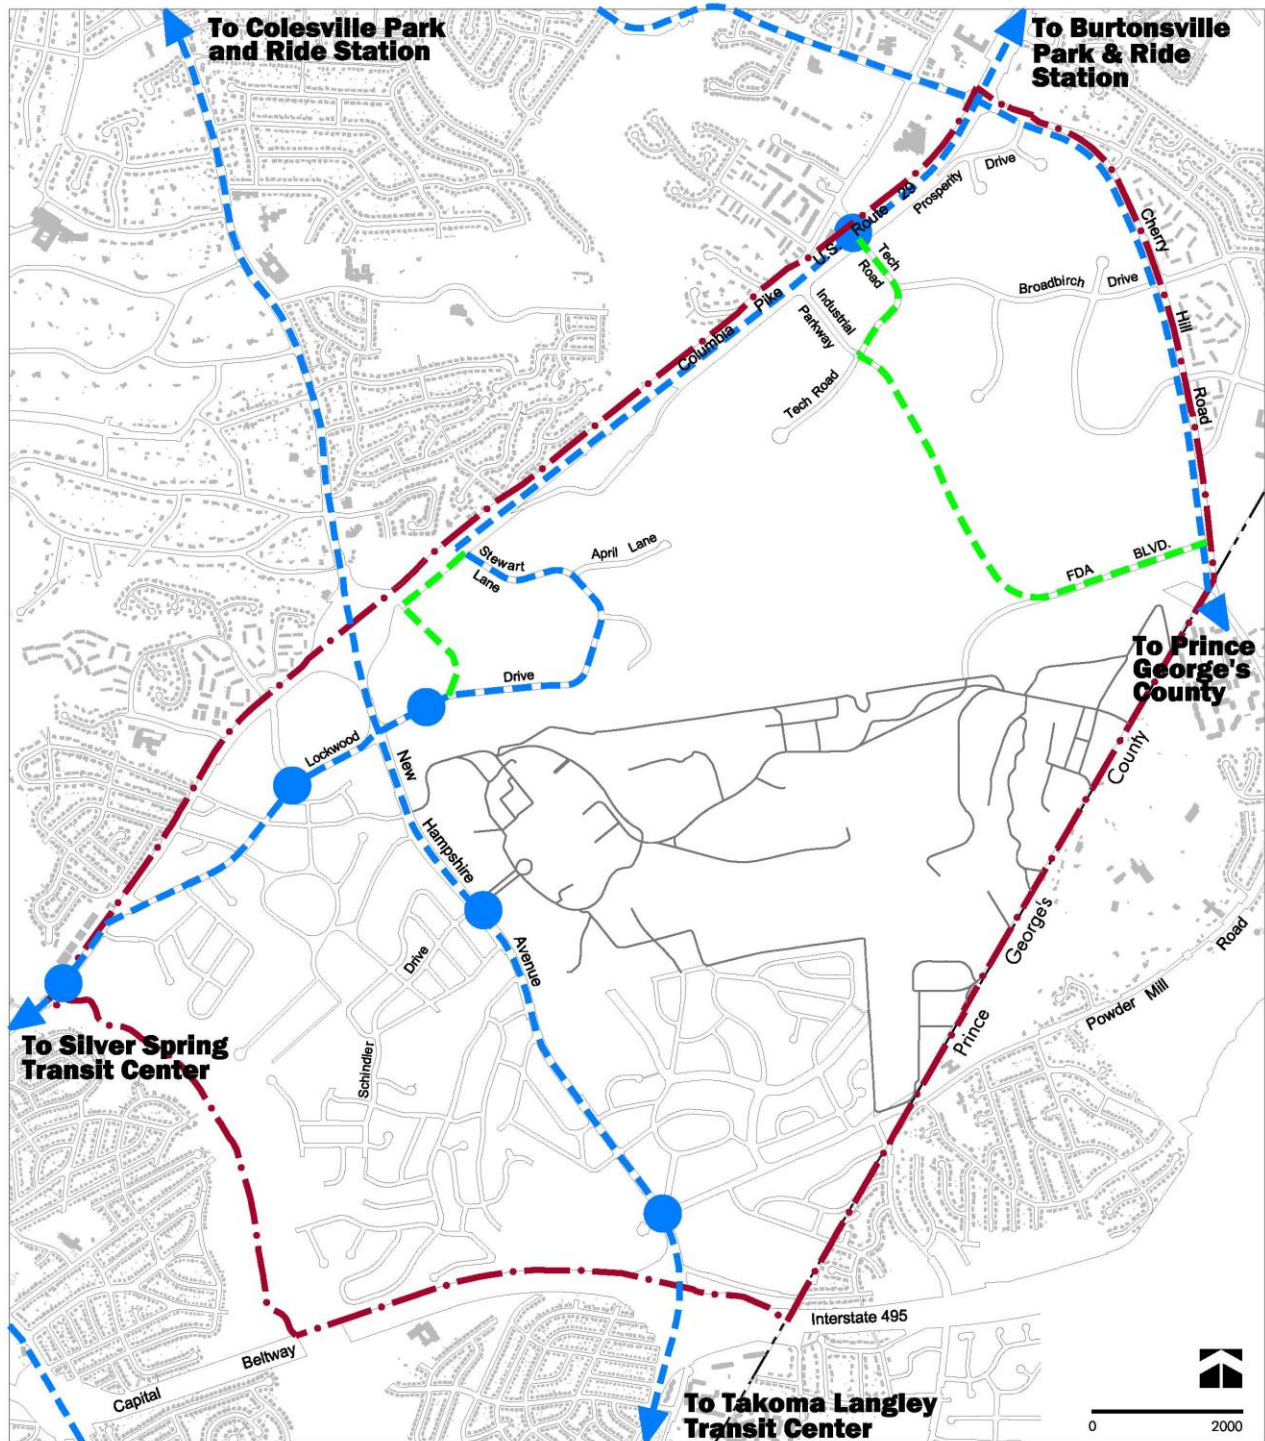 To Colesville Park
and Ride Station
To Burtonsville
Park & Ride
Station
Prosperity Drive
U.S. Route 29
Cherry Hill Road
Tech
Road
Broadbirch Drive
Industrial
Parkway
Columbia Pike
Tech Road
Stewart
Lane
April Lane
FDA BLVD.
To Prince
George's
County
Drive
Lockwood
New Hampshire Avenue
Prince George's County
Drive
Schindler
Powder Mill Road
To Silver Spring
Transit Center
Interstate 495
Capital Beltway
To Takoma Langley
Transit Center
0 2000